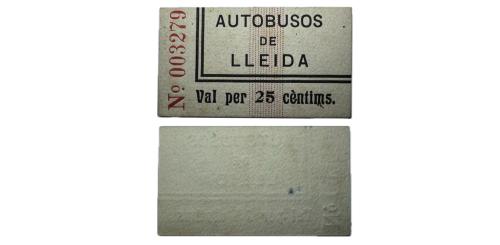 Nº 003279
AUTOBUSOS
DE
LLEIDA
Val per 25 cèntims.